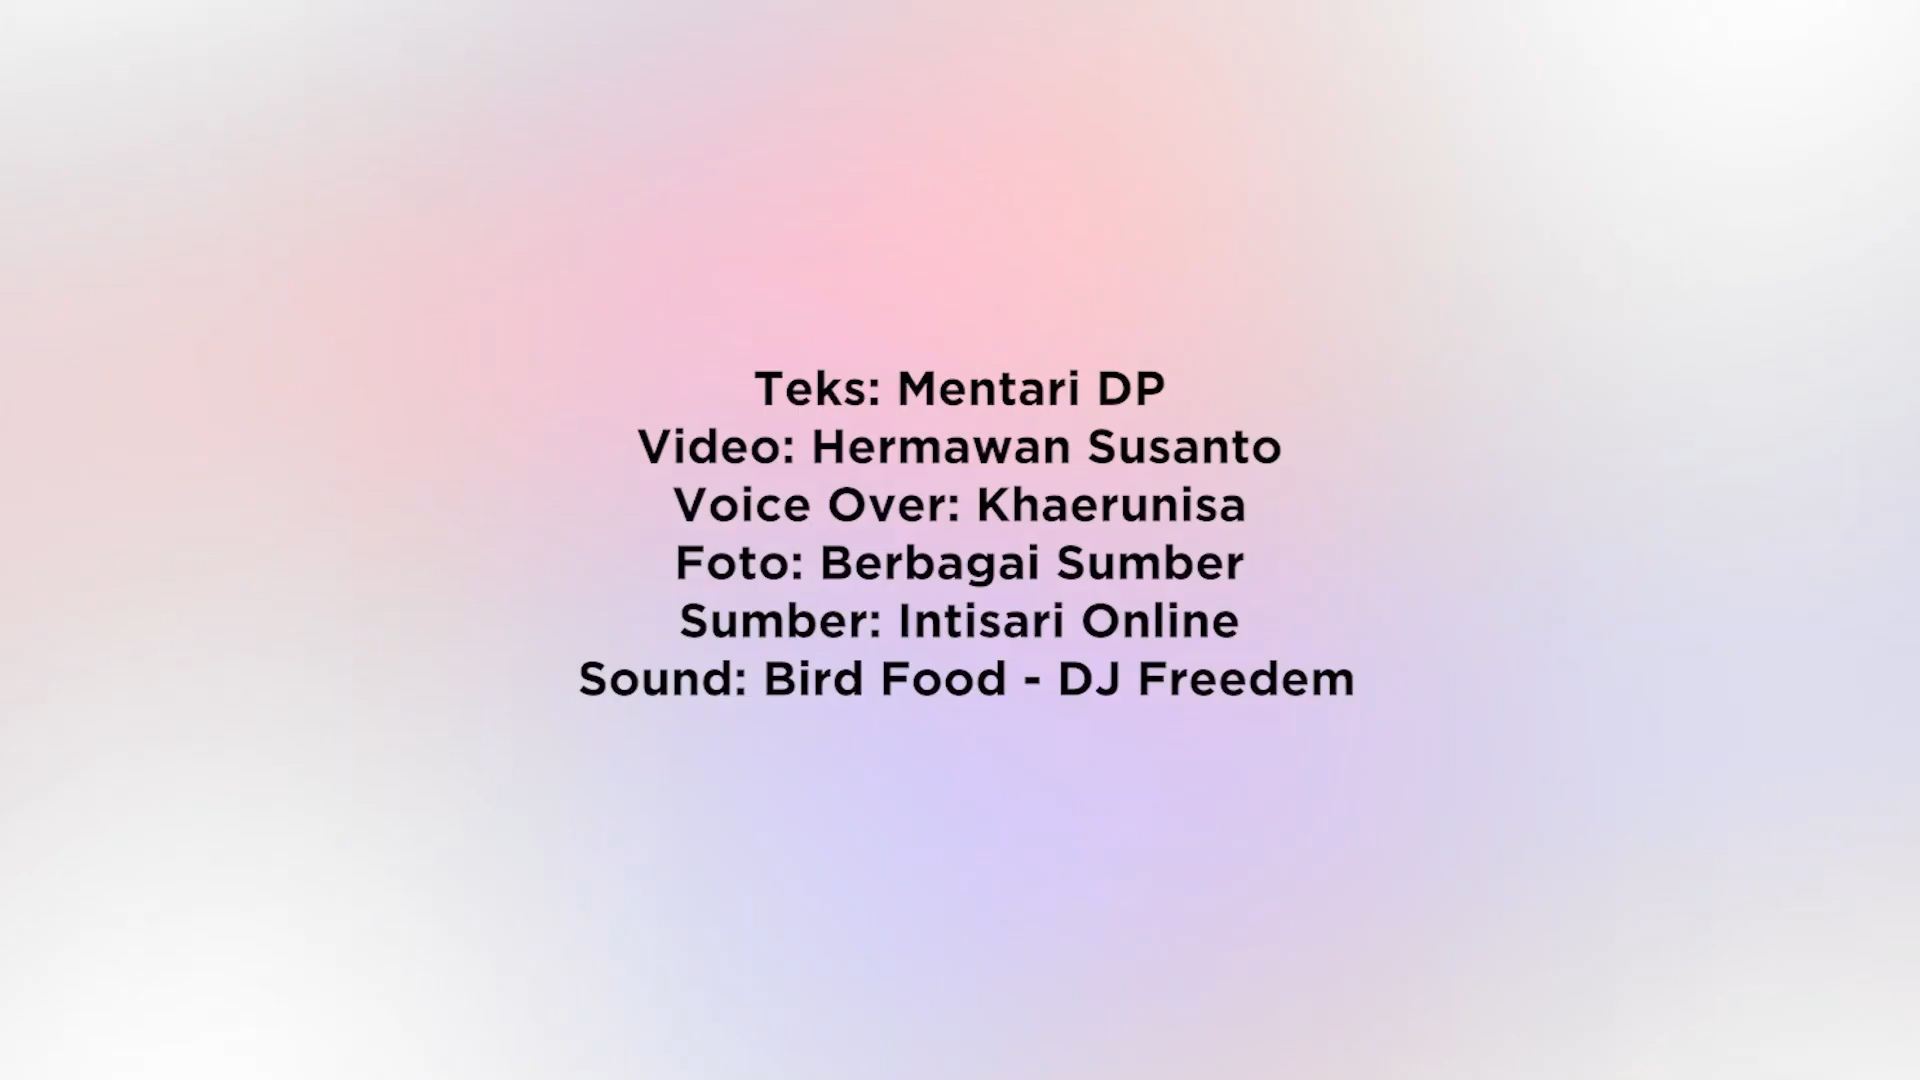 Teks: Mentari DP
Video: Hermawan Susanto
Voice Over: Khaerunisa
Foto: Berbagai Sumber
Sumber: Intisari Online
Sound: Bird Food - DJ Freedem